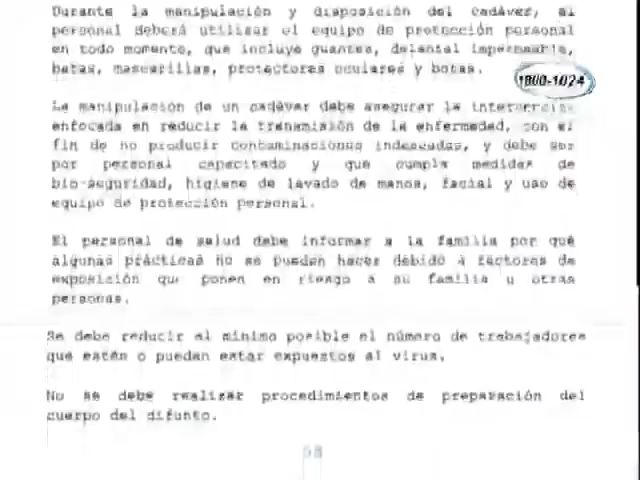 Durante la manipulación y disposición del cadáver, el
personal deberá utilizar el equipo de protección personal
en todo momento, que incluye guantes, delantal impermeable,
batas, mascarillas, protectores oculares y botas.
1800-1024
La manipulación de un cadáver debe asegurar la
enfocada en reducir la transmisión de la enfermedad, con el
fin de no producir contaminaciones indeseadas, y debe ser
por personal capacitado y que cumpla medidas de
bio-seguridad, higiene de lavado de manos, facial y uso de
equipo de protección personal.
El personal de salud debe informar a la familia por qué
algunas prácticas no se pueden hacer debido a factores de
exposición que ponen en riesgo a su familia u otras
personas.
Se debe reducir al mínimo posible el número de trabajadores
que estén o puedan estar expuestos al virus.
No se debe realizar procedimientos de preparación del
cuerpo del difunto.